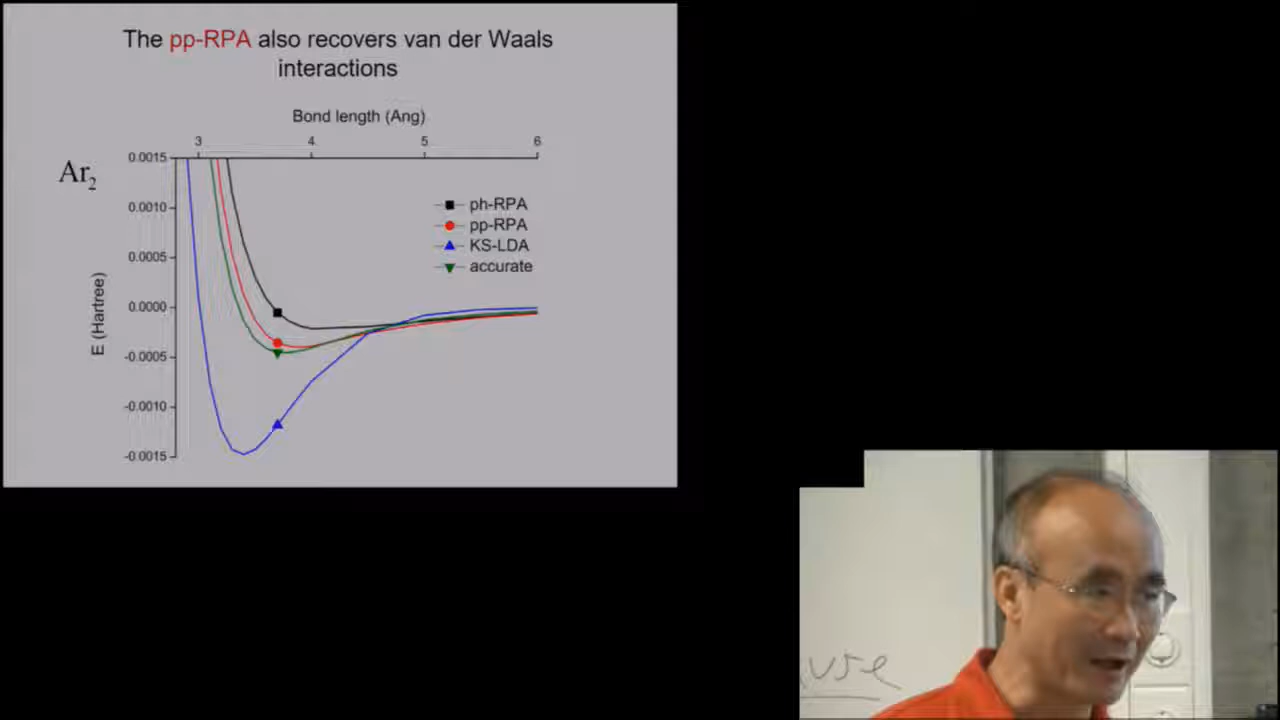 The pp-RPA also recovers van der Waals
interactions
Bond length (Ang)
3 4 5 6
Ar2
0.0015
0.0010
0.0005
0.0000
-0.0005
-0.0010
-0.0015
E (Hartree)
ph-RPA
pp-RPA
KS-LDA
accurate